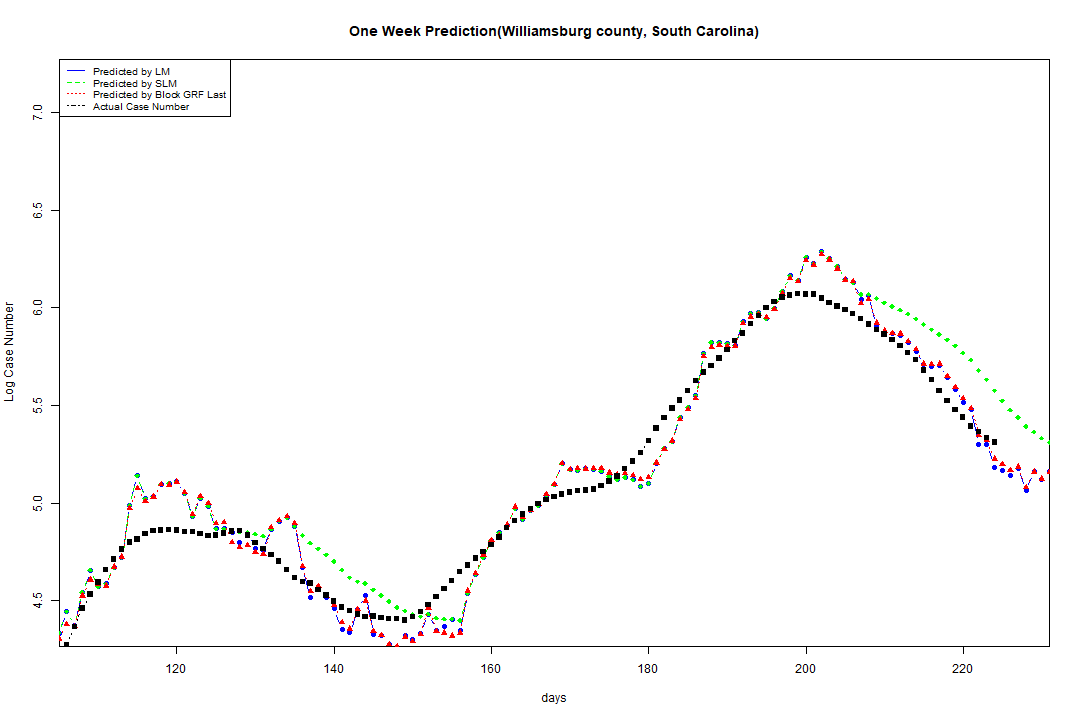 One Week Prediction(Williamsburg county, South Carolina)
Predicted by LM
Predicted by SLM
Predicted by Block GRF Last
Actual Case Number
7.0
6.5
6.0
5.5
5.0
4.5
Log Case Number
120 140 160 180 200 220
days